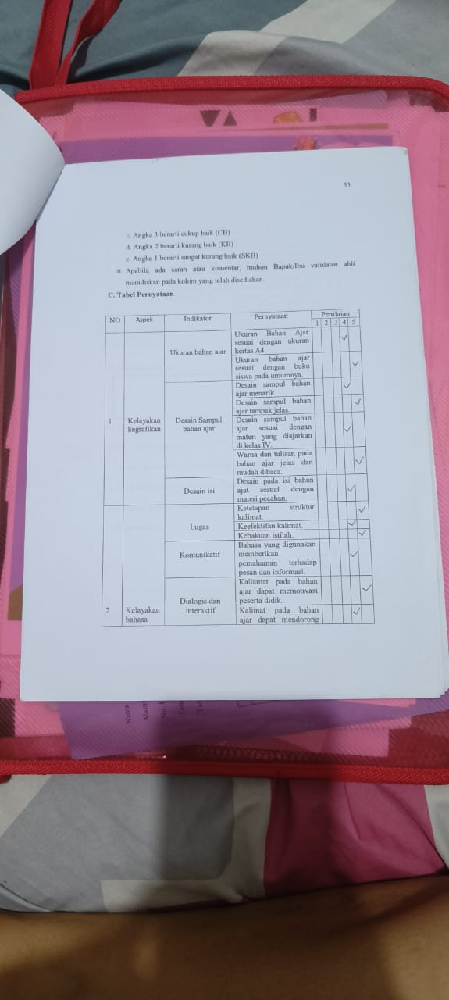 53
c. Angka 3 berarti cukup baik (CB)
d. Angka 2 berarti kurang baik (KB)
e. Angka 1 berarti sangat kurang baik (SKB)
6. Apabila ada saran atau komentar, mohon Bapak/Ibu validator ahli
menuliskan pada kolom yang telah disediakan.
C. Tabel Pernyataan
NO Aspek Indikator Pernyataan Penilaian
1 2 3 4 5
1 Kelayakan
kegrafikan
Ukuran bahan ajar
Ukuran Bahan Ajar
sesuai dengan ukuran
kertas A4.
✓
Ukuran bahan ajar
sesuai dengan buku
siswa pada umumnya.
✓
Desain Sampul
bahan ajar
Desain sampul bahan
ajar menarik.
✓
Desain sampul bahan
ajar tampak jelas.
✓
Desain sampul bahan
ajar sesuai dengan
materi yang diajarkan
di kelas IV.
✓
Warna dan tulisan pada
bahan ajar jelas dan
mudah dibaca.
✓
Desain isi
Desain pada isi bahan
ajat sesuai dengan
materi pecahan.
✓
2 Kelayakan
bahasa
Lugas
Ketetapan struktur
kalimat.
✓
Keefektifan kalimat.
✓
Kebakuan istilah.
✓
Komunikatif
Bahasa yang digunakan
memberikan
pemahaman terhadap
pesan dan informasi.
✓
Dialogis dan
interaktif
Kaliamat pada bahan
ajar dapat memotivasi
peserta didik.
✓
Kalimat pada bahan
ajar dapat mendorong
✓
Nama